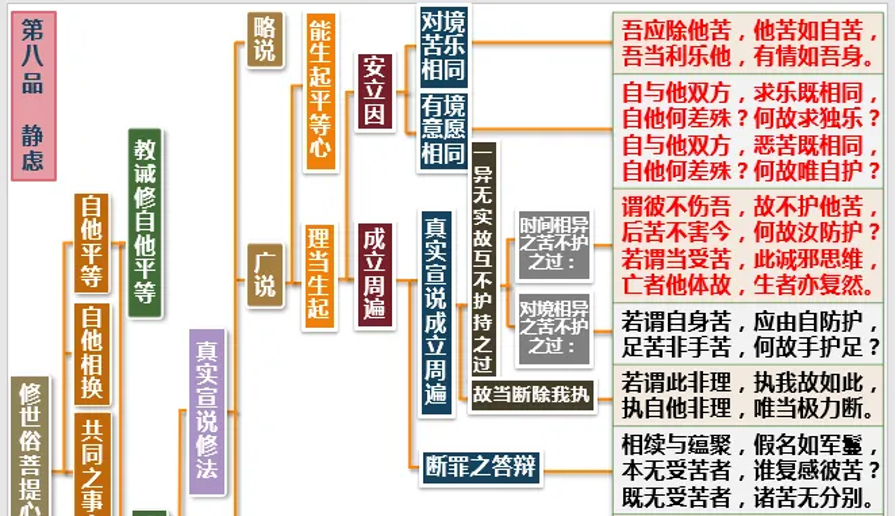 第八品 静虑
修世俗菩提心
自他平等
自他相换
共同之事
教诫修自他平等
真实宣说修法
略说
广说
能生起平等心
理当生起
安立因
成立周遍
对境
苦乐
相同
有境
意愿
相同
真实宣说成立周遍
断罪之答辩
一异无实故互不护持之过
故当断除我执
时间相异
之苦不护
之过：
对境相异
之苦不护
之过：
吾应除他苦，他苦如自苦，
吾当利乐他，有情如吾身。
自与他双方，求乐既相同，
自他何差殊？何故求独乐？
自与他双方，恶苦既相同，
自他何差殊？何故唯自护？
谓彼不伤吾，故不护他苦，
后苦不害今，何故汝防护？
若谓当受苦，此诚邪思维，
亡者他体故，生者亦复然。
若谓自身苦，应由自防护，
足苦非手苦，何故手护足？
若谓此非理，执我故如此，
执自他非理，唯当极力断。
相续与蕴聚，假名如军鬘，
本无受苦者，谁复感彼苦？
既无受苦者，诸苦无分别。